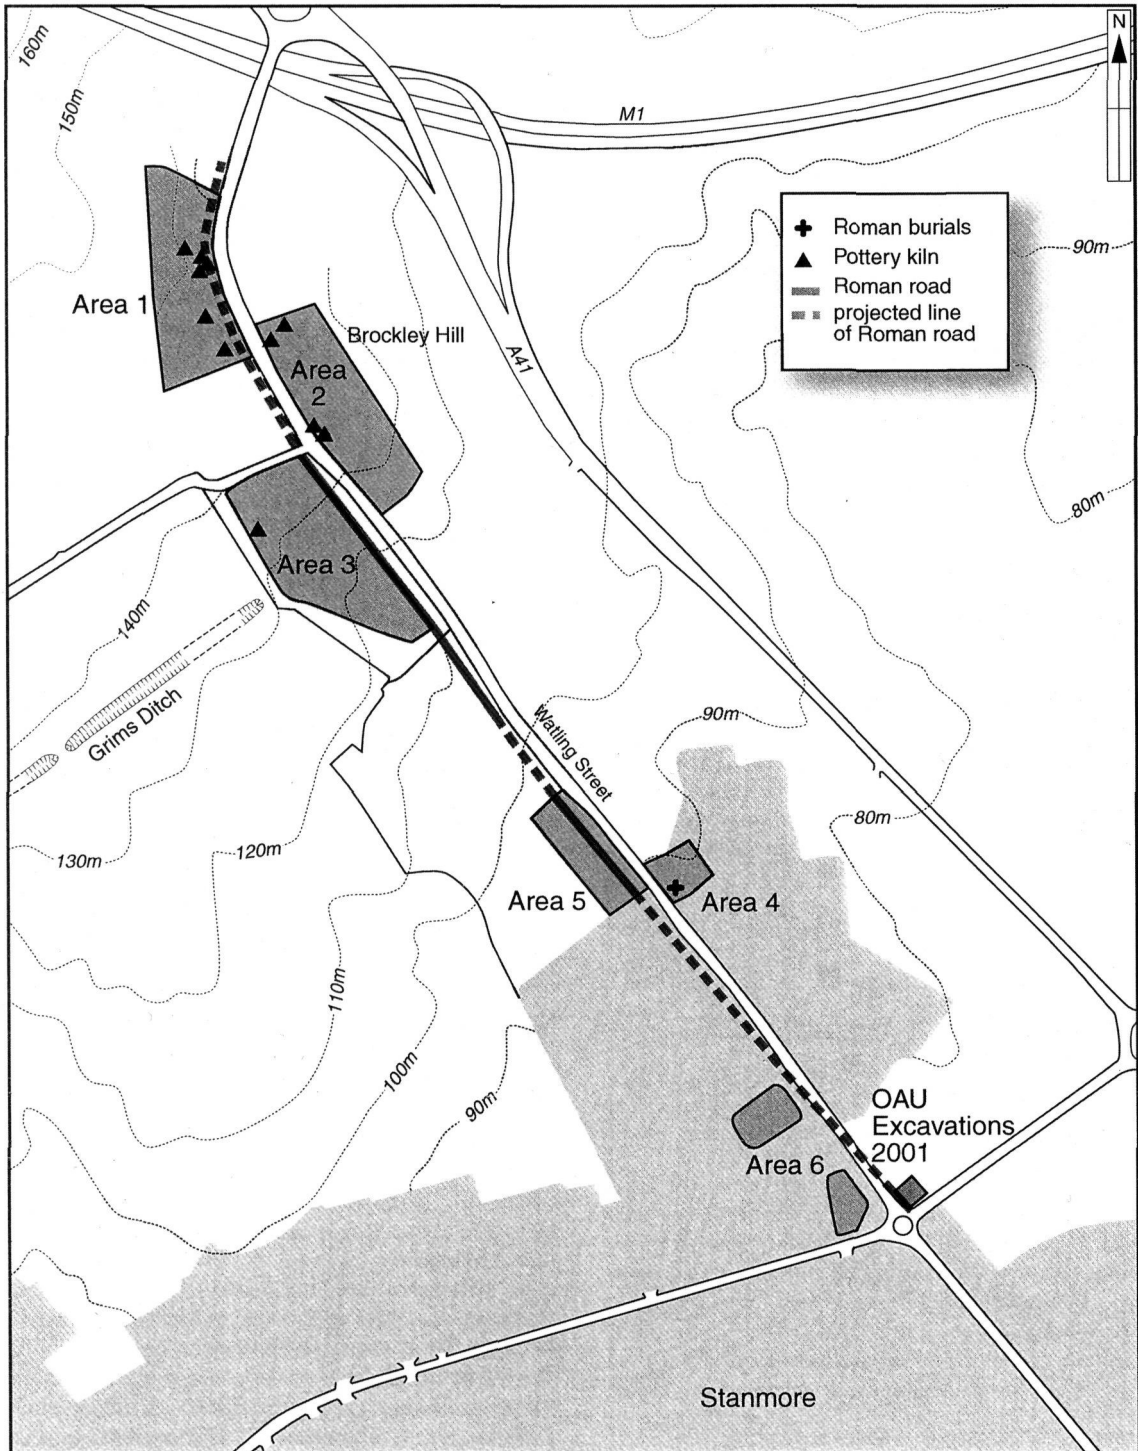 160m
150m
M1
N
Roman burials
Pottery kiln
Roman road
projected line
of Roman road
90m
Area 1
Brockley Hill
Area
2
A41
80m
Area 3
140m
Grims Ditch
Watling Street
90m
80m
130m
120m
Area 5
Area 4
110m
100m
90m
OAU
Excavations
2001
Area 6
Stanmore